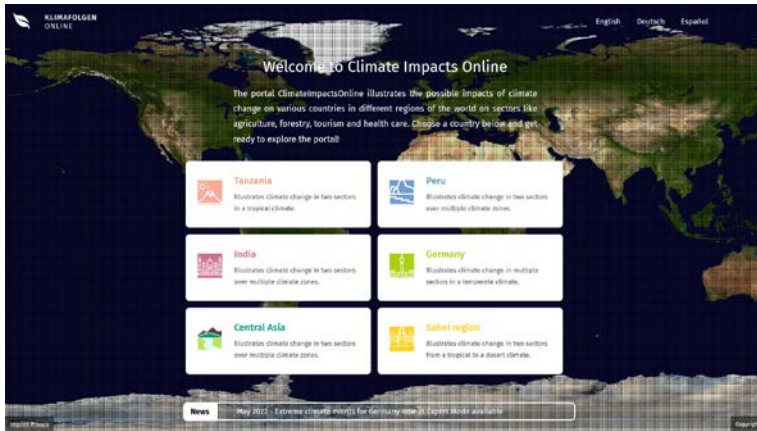 KLIMAFOLGEN
ONLINE
English Deutsch Español
Welcome to Climate Impacts Online
The portal ClimateImpactsOnline illustrates the possible impacts of climate
change on various countries in different regions of the world on sectors like
agriculture, forestry, tourism and health care. Choose a country below and get
ready to explore the portal!
Tanzania
Illustrates climate change in two sectors
in a tropical climate.
Peru
Illustrates climate change in two sectors
over multiple climate zones.
India
Illustrates climate change in two sectors
over multiple climate zones.
Germany
Illustrates climate change in multiple
sectors in a temperate climate.
Central Asia
Illustrates climate change in two sectors
over multiple climate zones.
Sahel region
Illustrates climate change in two sectors
from a tropical to a desert climate.
News May 2022 - Extreme climate events for Germany now in Expert Mode available
Imprint Privacy
Copyrigh